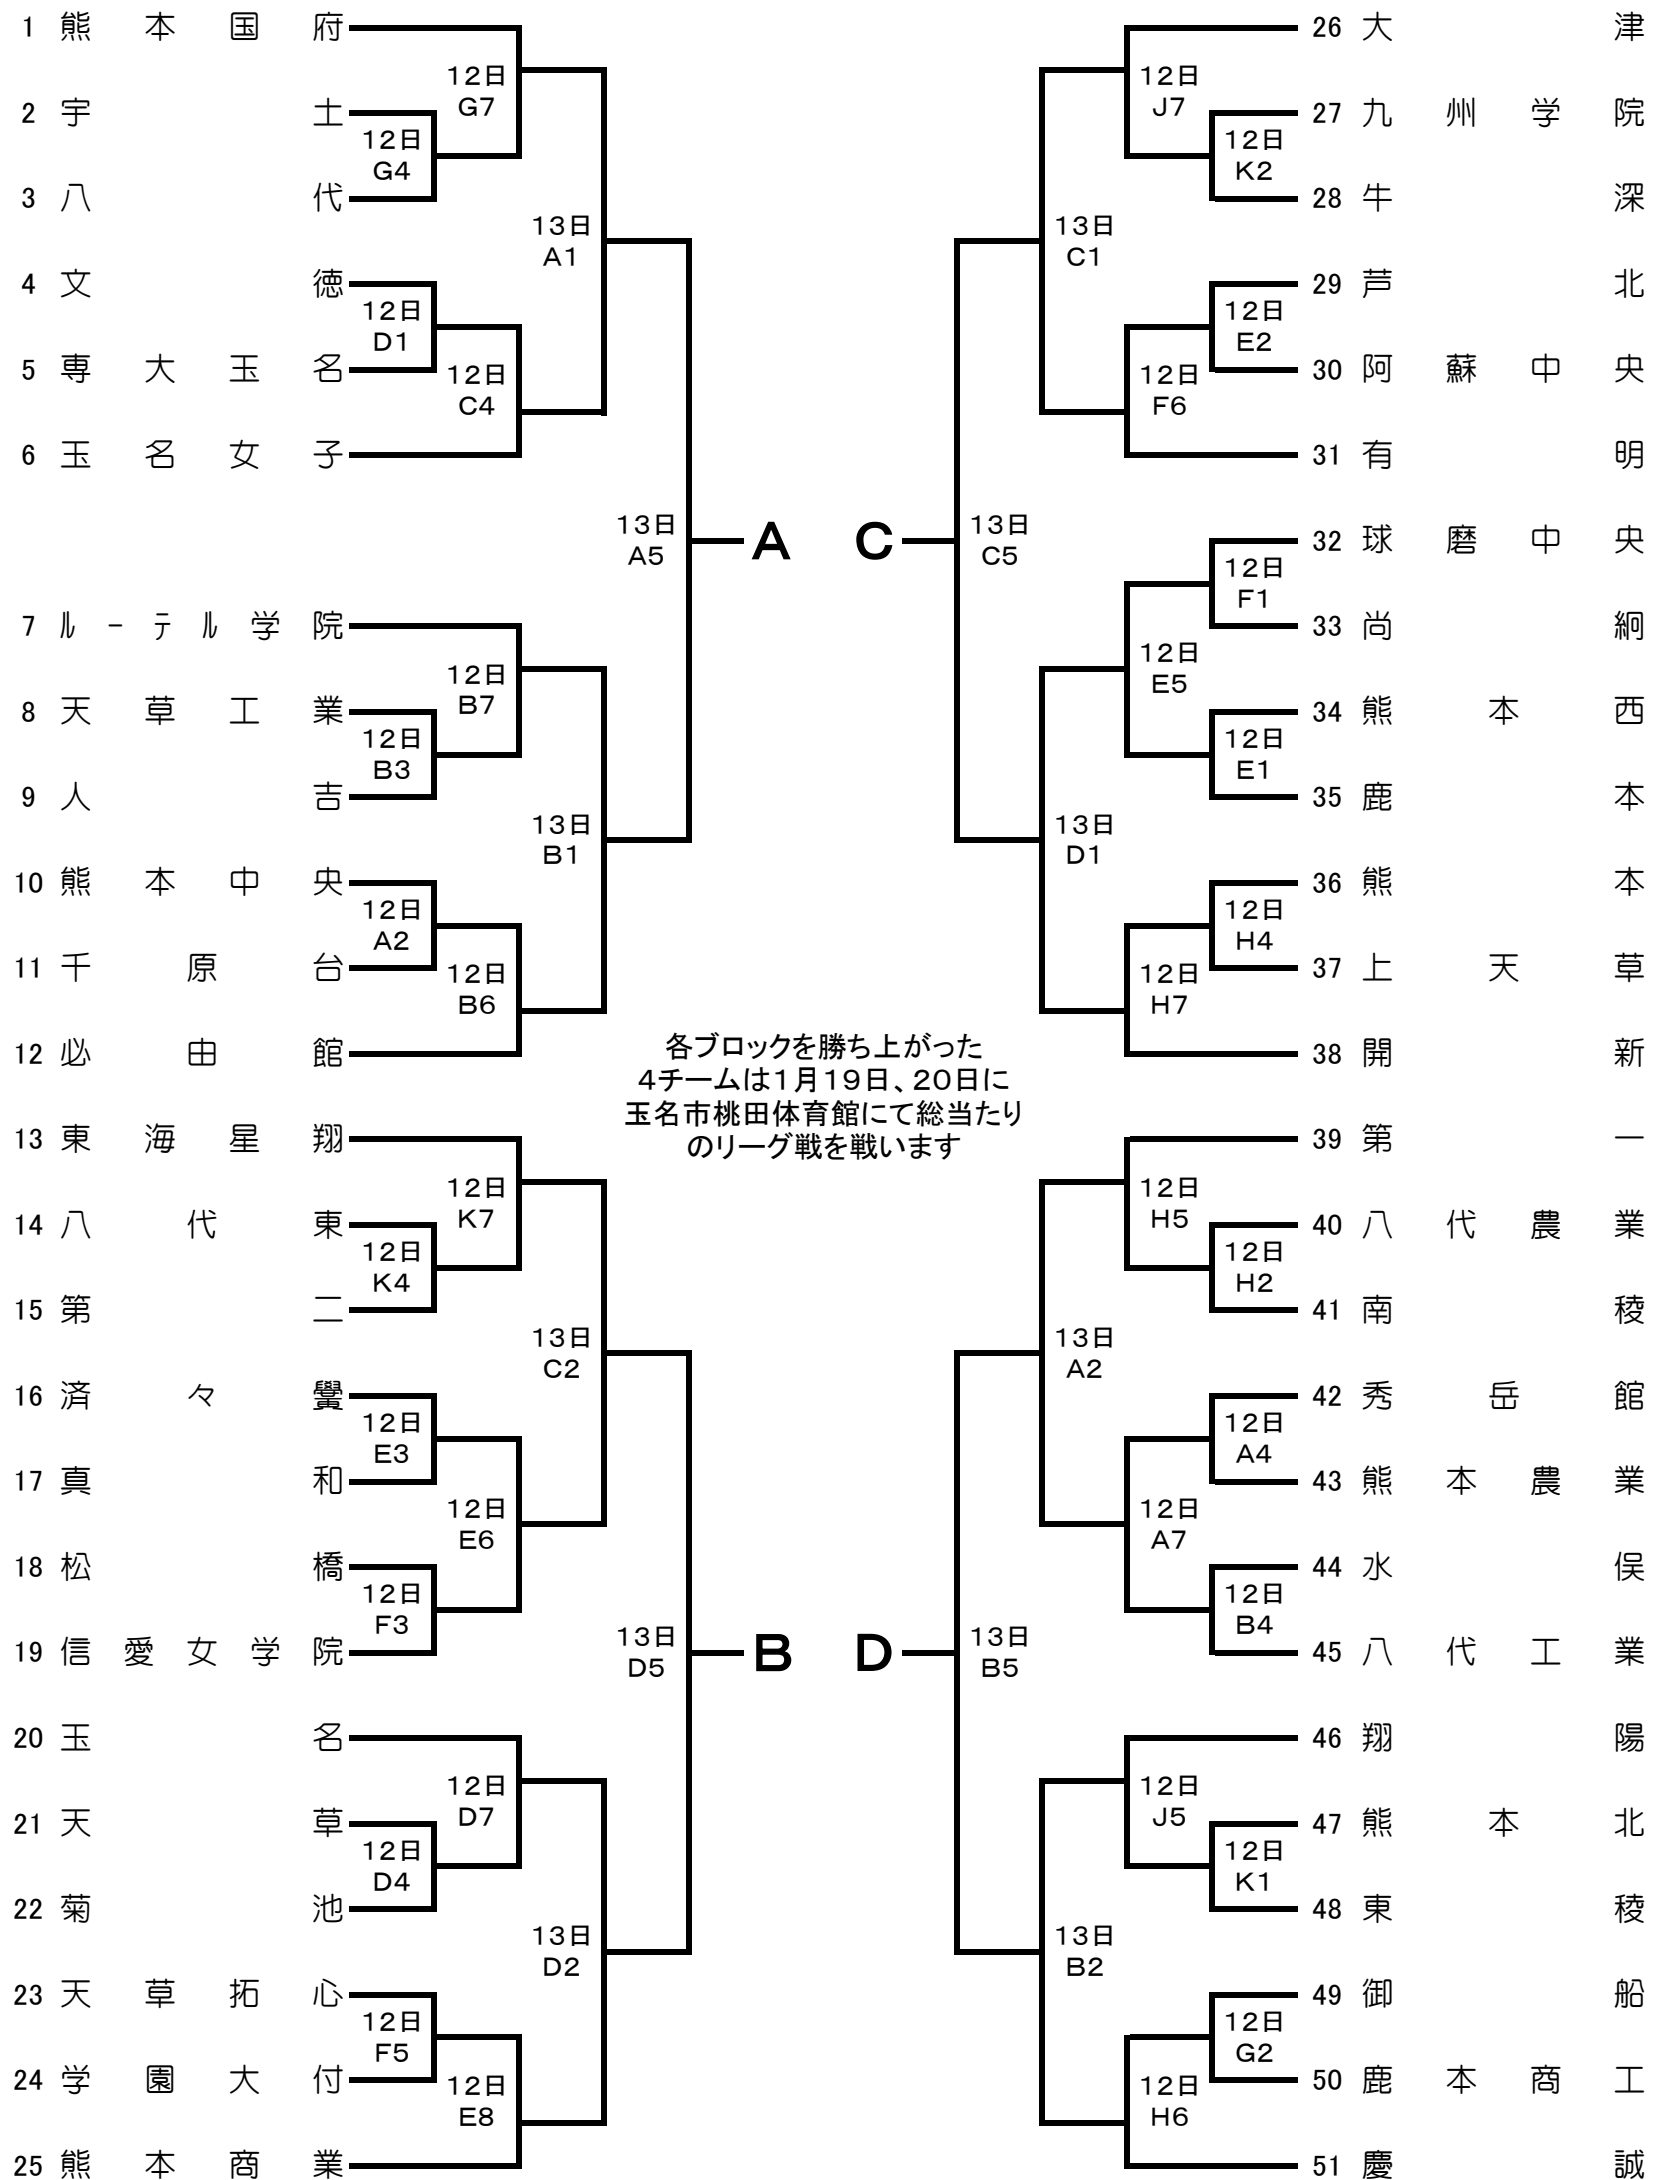 1 熊本国府
12日
G7
2 宇土
12日
G4
3 八代
13日
A1
4 文徳
12日
D1
5 専大玉名
12日
C4
6 玉名女子
13日
A5
A
7 ﾙｰﾃﾙ学院
12日
B7
8 天草工業
12日
B3
9 人吉
13日
B1
10 熊本中央
12日
A2
11 千原台
12日
B6
12 必由館
13 東海星翔
12日
K7
14 八代東
12日
K4
15 第二
13日
C2
16 済々黌
12日
E3
17 真和
12日
E6
18 松橋
12日
F3
19 信愛女学院
13日
D5
B
20 玉名
12日
D7
21 天草
12日
D4
22 菊池
13日
D2
23 天草拓心
12日
F5
24 学園大付
12日
E8
25 熊本商業
各ブロックを勝ち上がった
4チームは1月19日、20日に
玉名市桃田体育館にて総当たり
のリーグ戦を戦います
26 大津
12日
J7
27 九州学院
12日
K2
28 牛深
13日
C1
29 芦北
12日
E2
30 阿蘇中央
12日
F6
31 有明
C
13日
C5
32 球磨中央
12日
F1
33 尚絅
12日
E5
34 熊本西
12日
E1
35 鹿本
13日
D1
36 熊本
12日
H4
37 上天草
12日
H7
38 開新
39 第一
12日
H5
40 八代農業
12日
H2
41 南稜
13日
A2
42 秀岳館
12日
A4
43 熊本農業
12日
A7
44 水俣
12日
B4
45 八代工業
D
13日
B5
46 翔陽
12日
J5
47 熊本北
12日
K1
48 東稜
13日
B2
49 御船
12日
G2
50 鹿本商工
12日
H6
51 慶誠